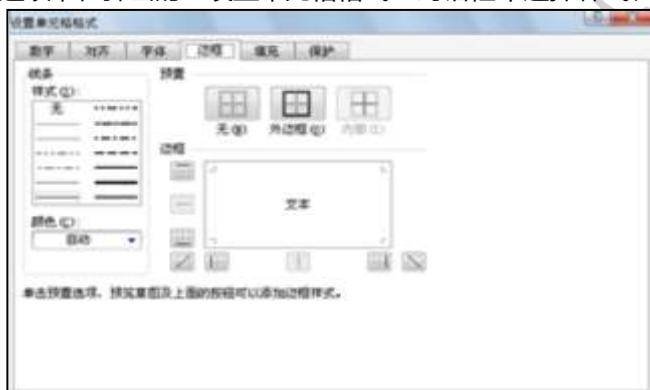 设置单元格格式
数字 对齐 字体 边框 填充 保护
线条
样式(S):
无
颜色(C):
自动
预置
无(N) 外边框(O) 内部(I)
边框
文本
单击预置选项、预览草图及上面的按钮可以添加边框样式。